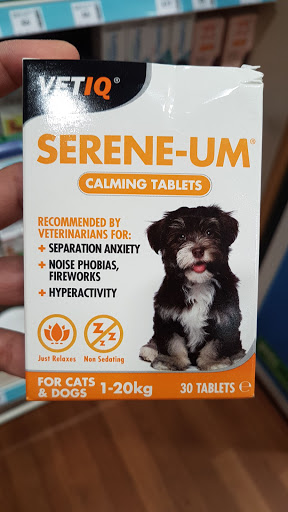 VETIQ®
SERENE-UM®
CALMING TABLETS
RECOMMENDED BY
VETERINARIANS FOR:
+ SEPARATION ANXIETY
+ NOISE PHOBIAS,
FIREWORKS
+ HYPERACTIVITY
Just Relaxes Non Sedating
FOR CATS
& DOGS 1-20kg 30 TABLETS ℮